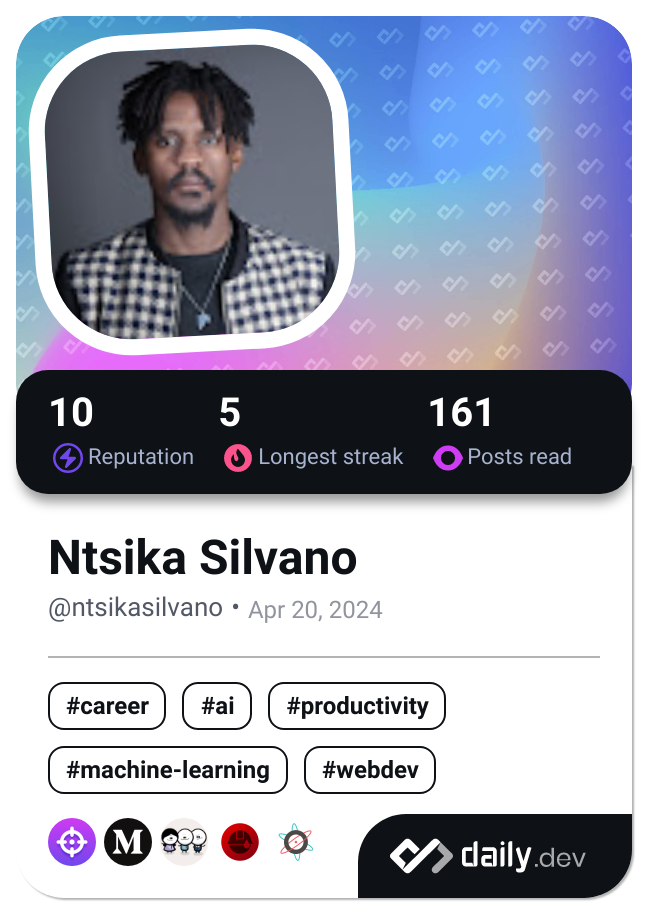 10 5 161
Reputation Longest streak Posts read
Ntsika Silvano
@ntsikasilvano • Apr 20, 2024
#career #ai #productivity
#machine-learning #webdev
M
daily.dev